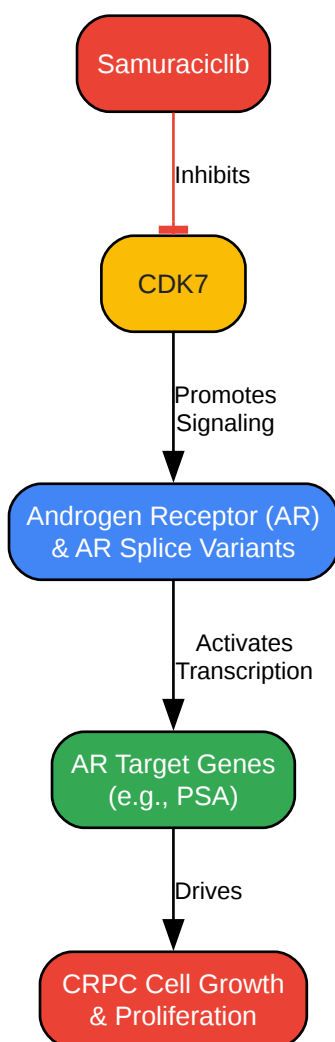 Samuraciclib
Inhibits
CDK7
Promotes
Signaling
Androgen Receptor (AR)
& AR Splice Variants
Activates
Transcription
AR Target Genes
(e.g., PSA)
Drives
CRPC Cell Growth
& Proliferation